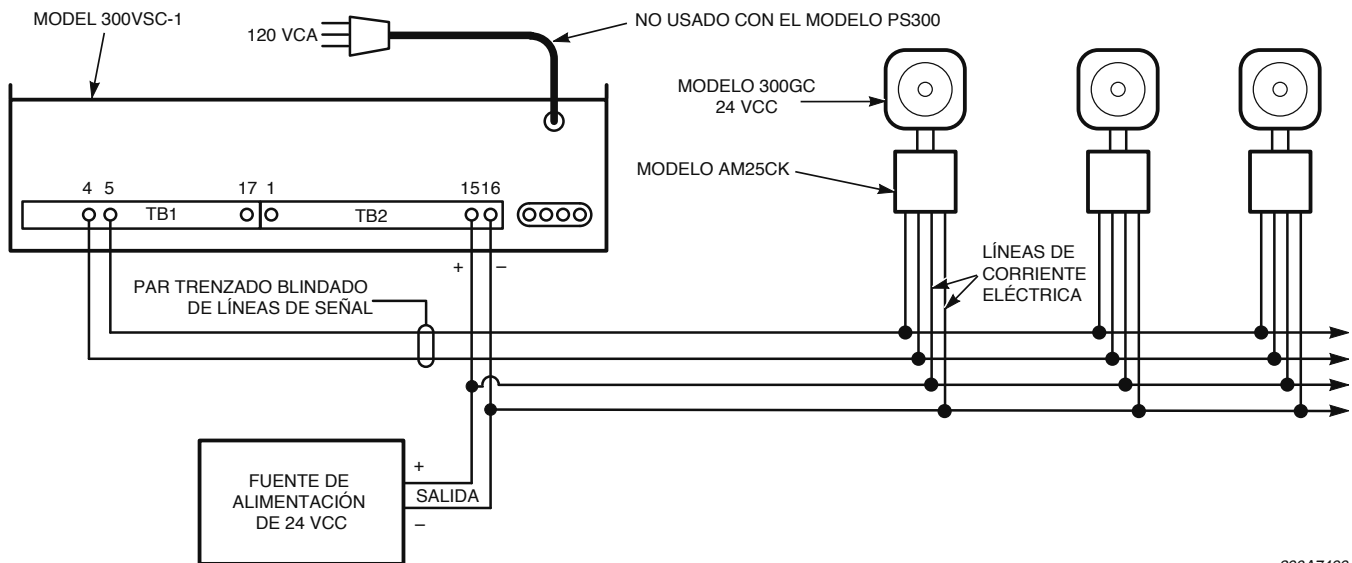 MODEL 300VSC-1
120 VCA
NO USADO CON EL MODELO PS300
MODELO 300GC
24 VCC
MODELO AM25CK
4 5 17 1 15 16
TB1 TB2
+ –
PAR TRENZADO BLINDADO
DE LÍNEAS DE SEÑAL
LÍNEAS DE
CORRIENTE
ELÉCTRICA
FUENTE DE
ALIMENTACIÓN
DE 24 VCC
+
SALIDA
–